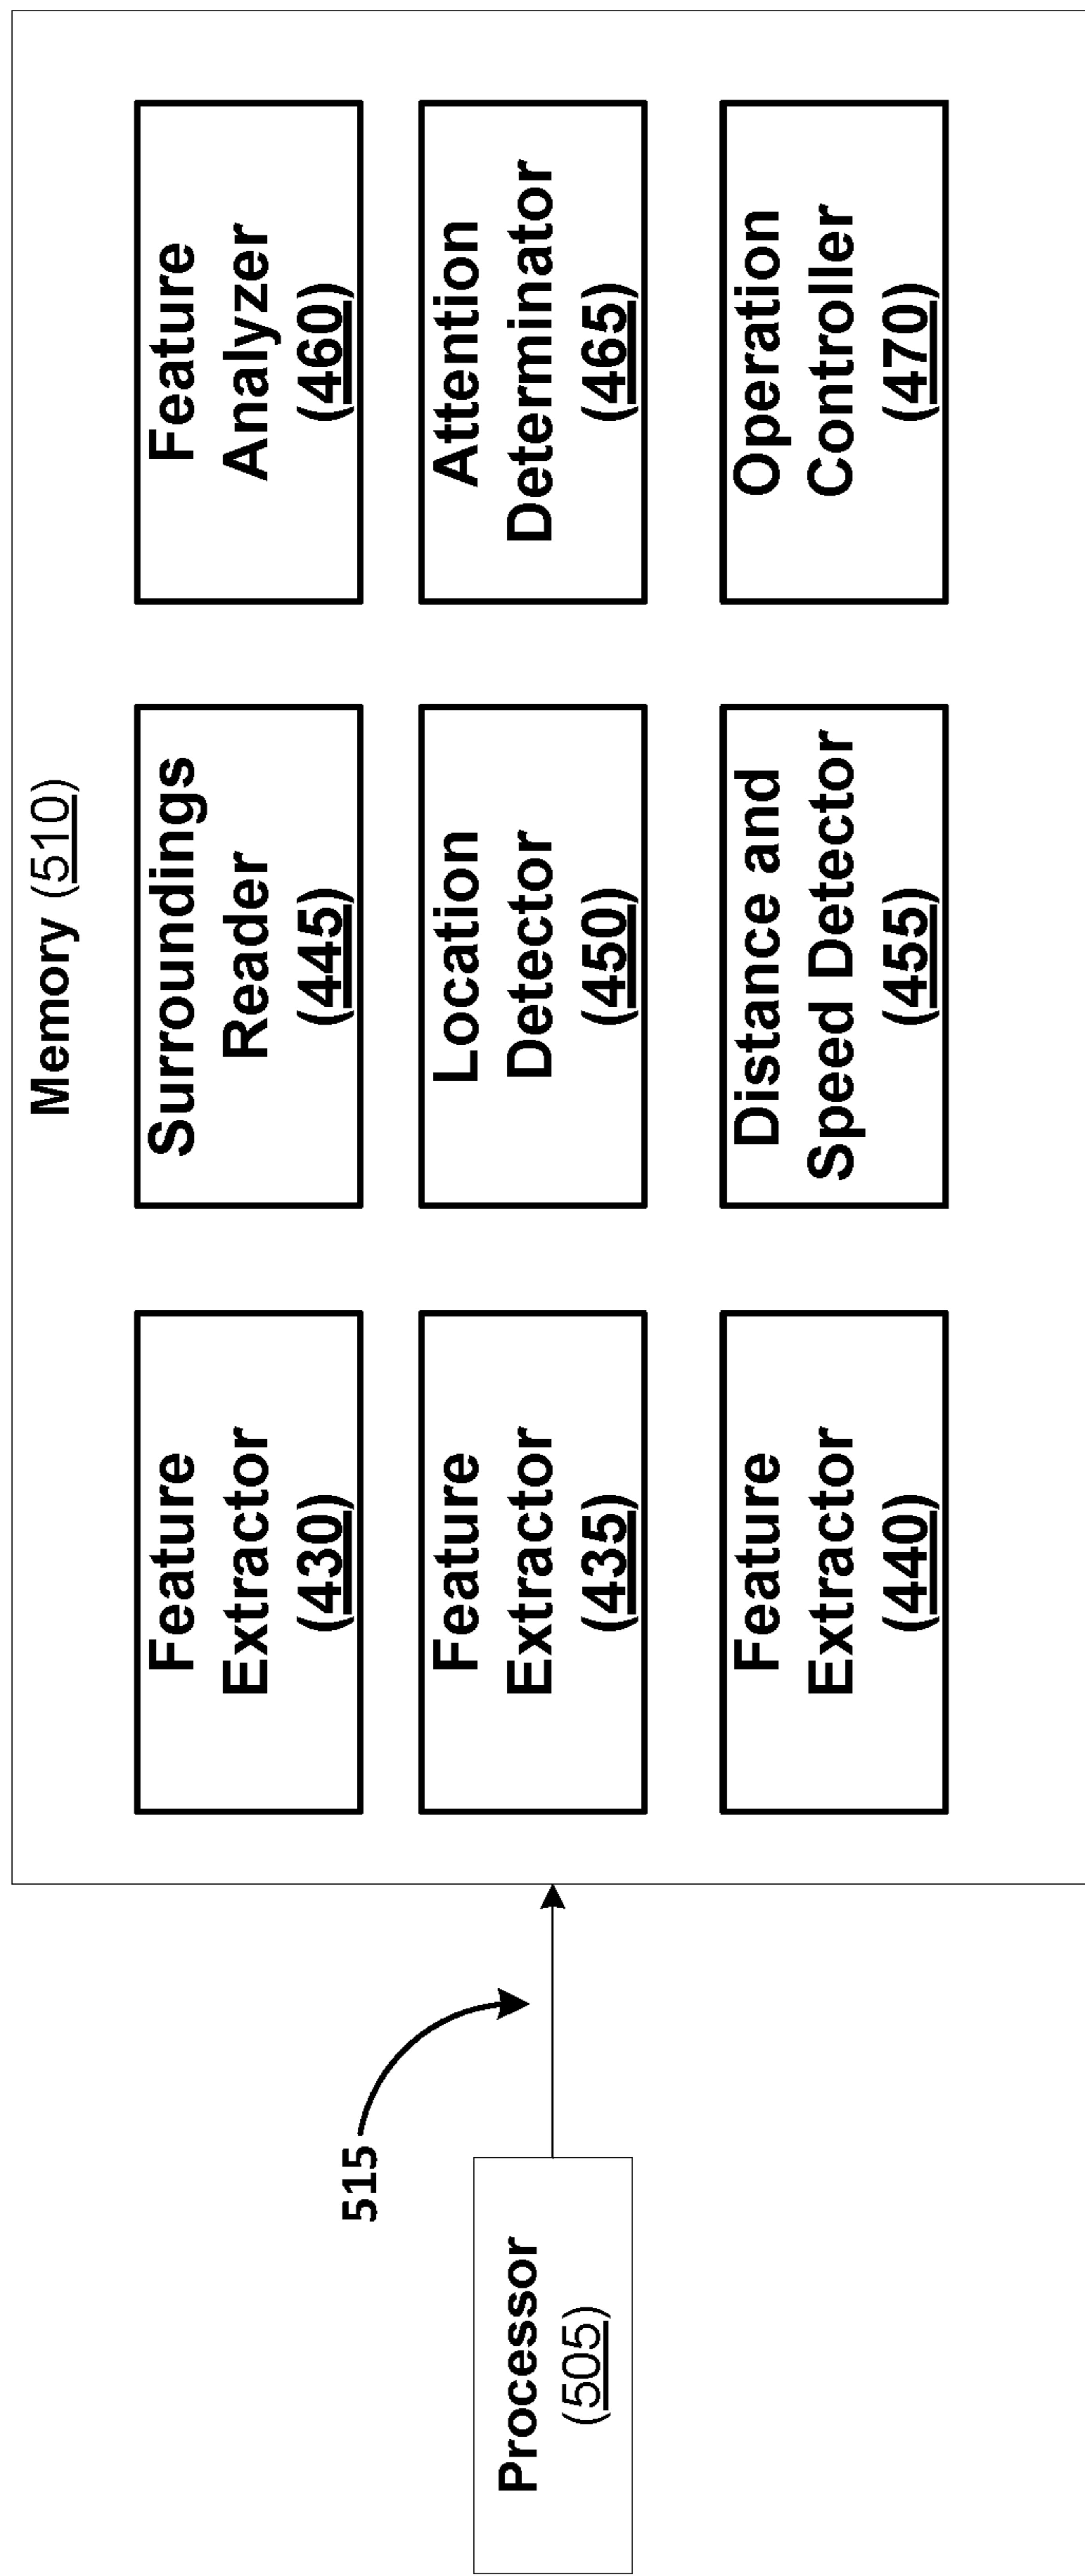 Memory (510)
Feature
Extractor
(430)
Surroundings
Reader
(445)
Feature
Analyzer
(460)
Feature
Extractor
(435)
Location
Detector
(450)
Attention
Determinator
(465)
Feature
Extractor
(440)
Distance and
Speed Detector
(455)
Operation
Controller
(470)
515
Processor
(505)